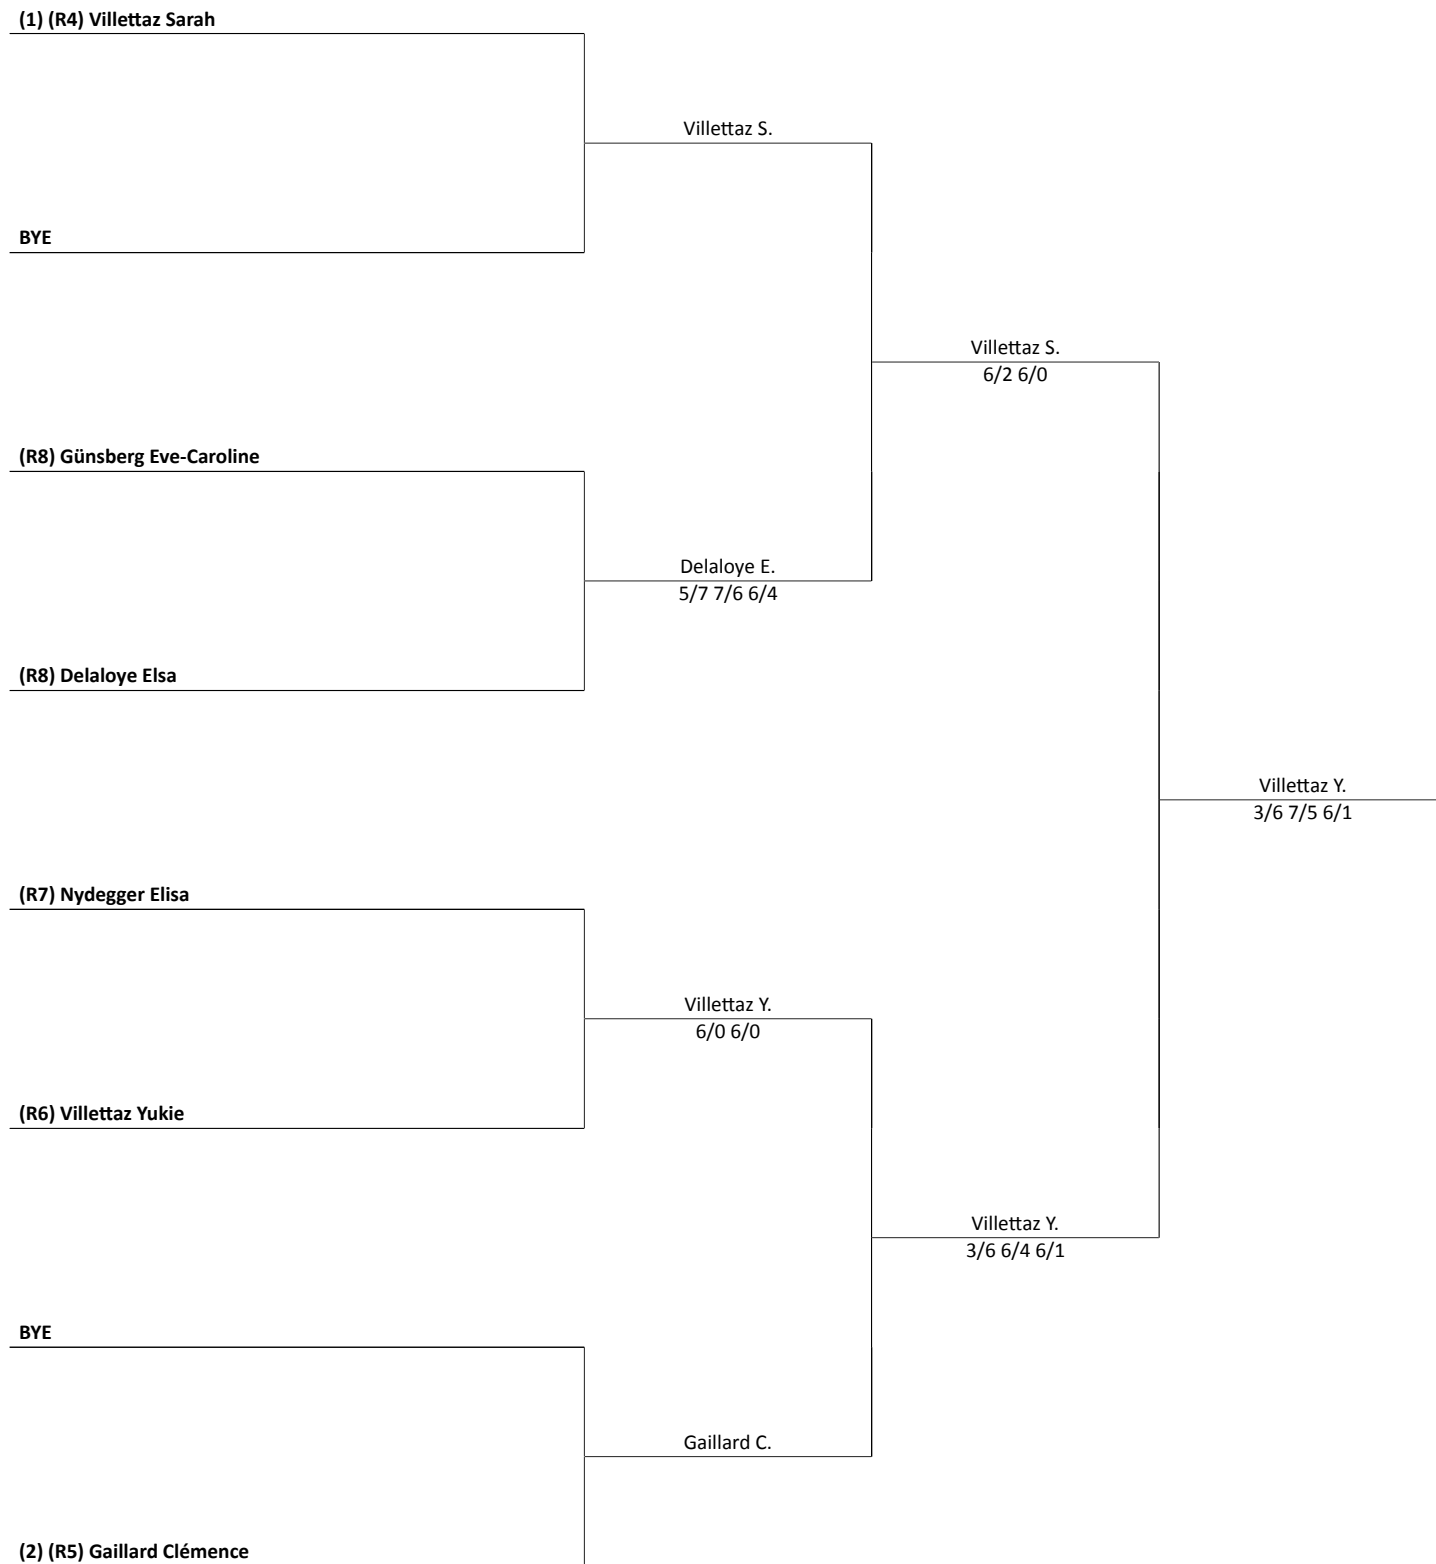 (1) (R4) Villettaz Sarah
Villettaz S.
BYE
Villettaz S.
6/2 6/0
(R8) Günsberg Eve-Caroline
Delaloye E.
5/7 7/6 6/4
(R8) Delaloye Elsa
Villettaz Y.
3/6 7/5 6/1
(R7) Nydegger Elisa
Villettaz Y.
6/0 6/0
(R6) Villettaz Yukie
Villettaz Y.
3/6 6/4 6/1
BYE
Gaillard C.
(2) (R5) Gaillard Clémence